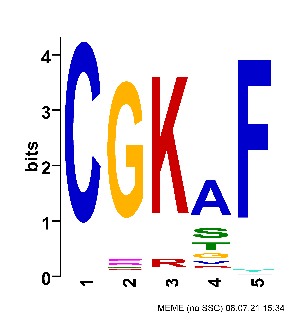 4
3
2
1
0
bits
CGKAF
S
T
G
R
1 2 3 4 5
MEME (no SSC) 08.07.21 15:34